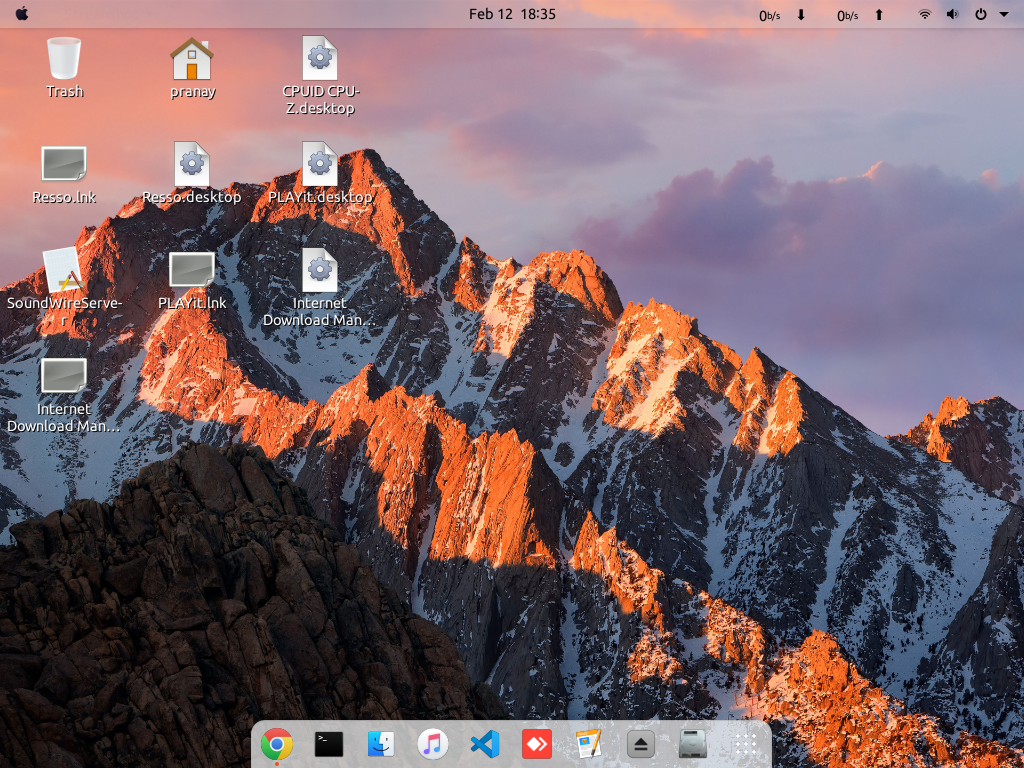 Feb 12 18:35
0b/s
0b/s
Trash
pranay
CPUID CPU-
Z.desktop
Resso.lnk
Resso.desktop
PLAYit.desktop
SoundWireServe-
r
PLAYit.lnk
Internet
Download Man…
Internet
Download Man…
>_